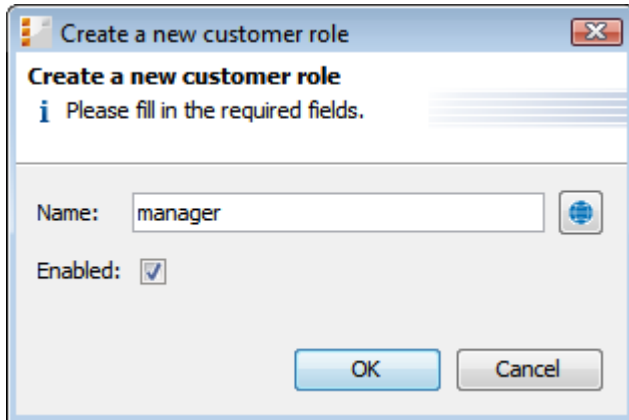 Create a new customer role
Create a new customer role
Please fill in the required fields.
Name: manager
Enabled:
OK Cancel